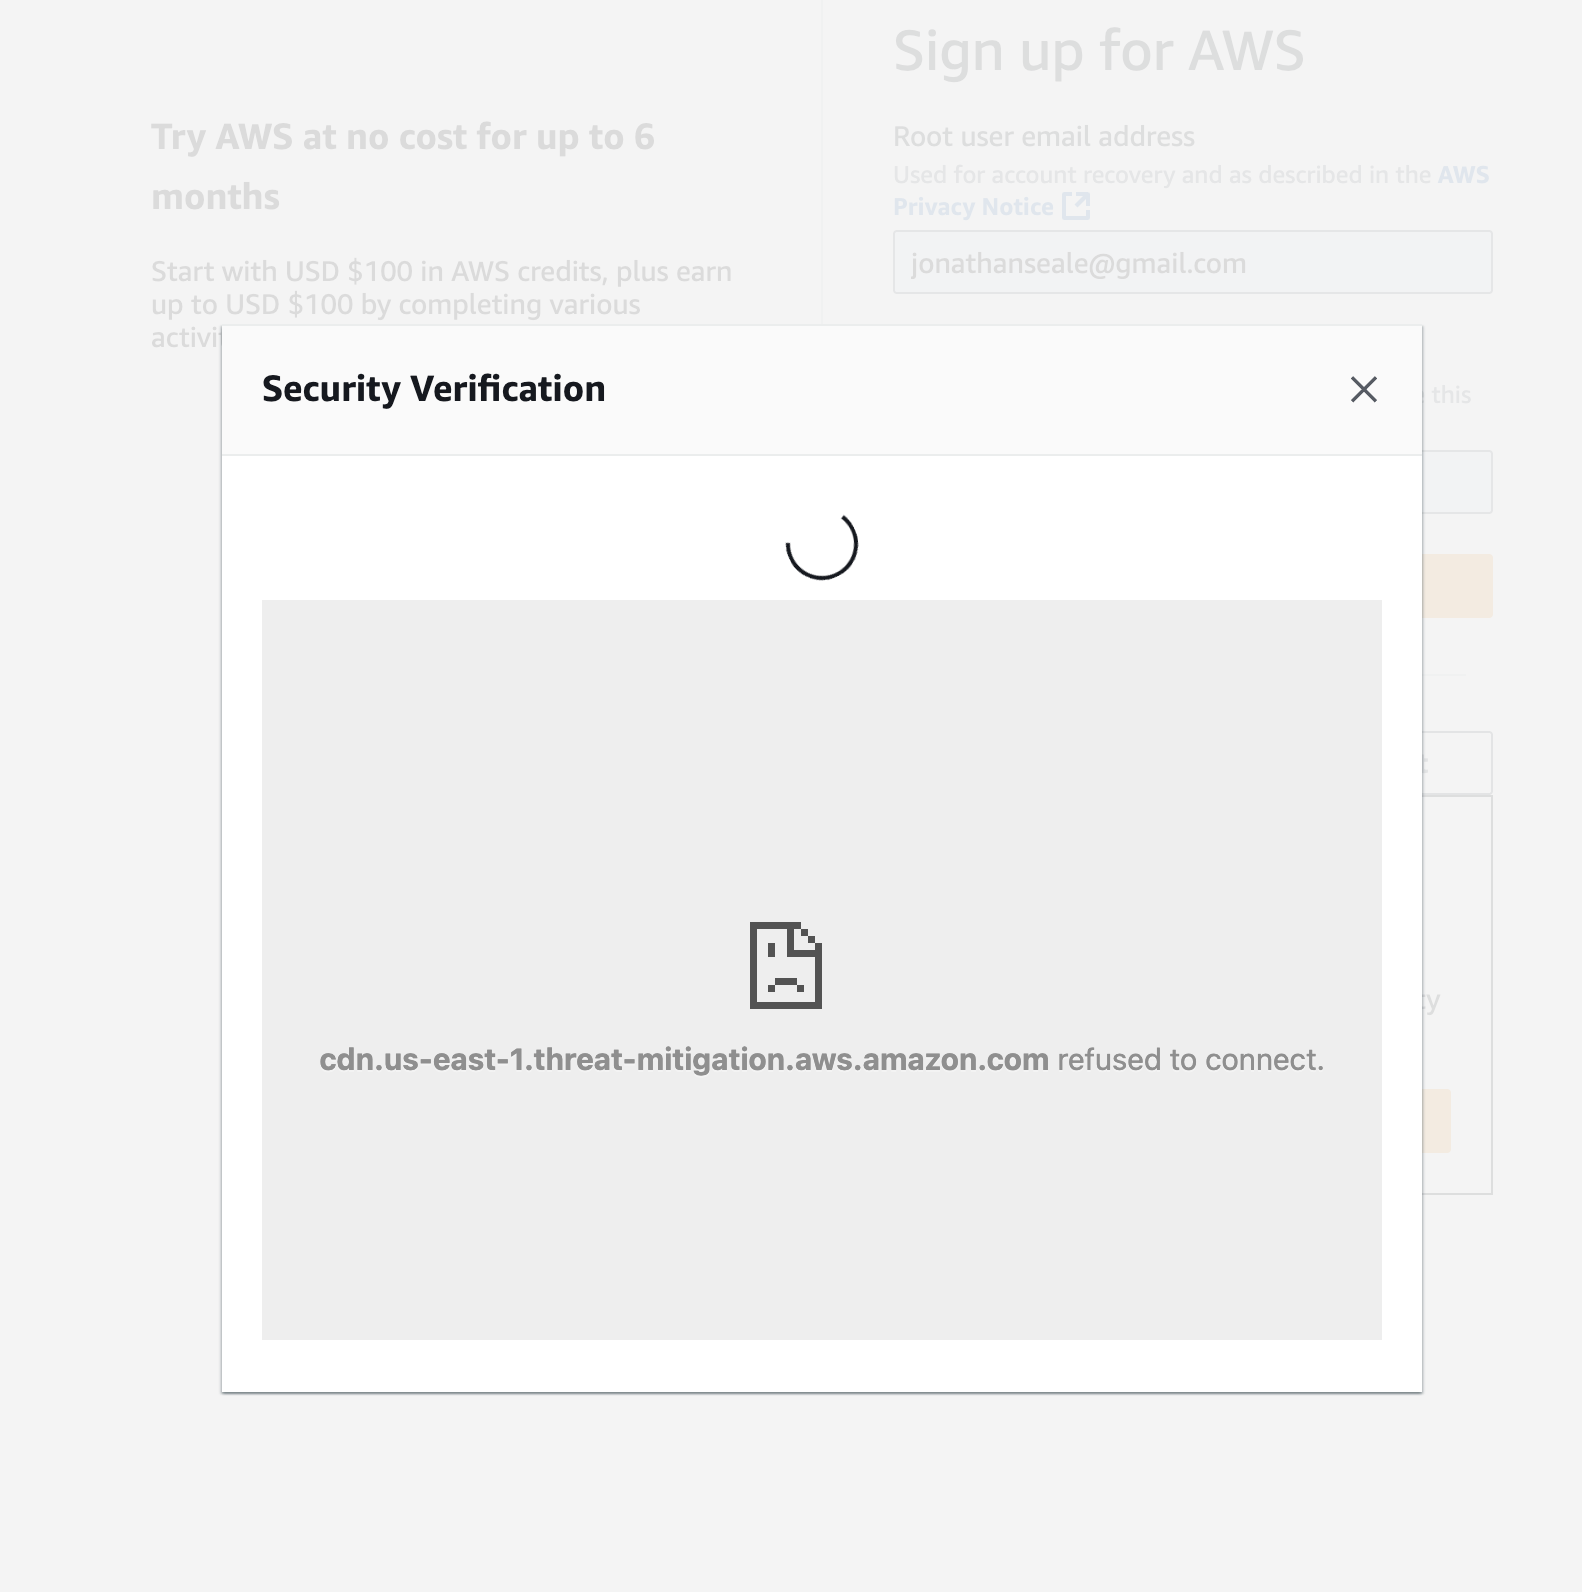 Sign up for AWS
Try AWS at no cost for up to 6
months
Start with USD $100 in AWS credits, plus earn
up to USD $100 by completing various
Root user email address
Used for account recovery and as described in the AWS
Privacy Notice
jonathanseale@gmail.com
this
Security Verification
cdn.us-east-1.threat-mitigation.aws.amazon.com refused to connect.